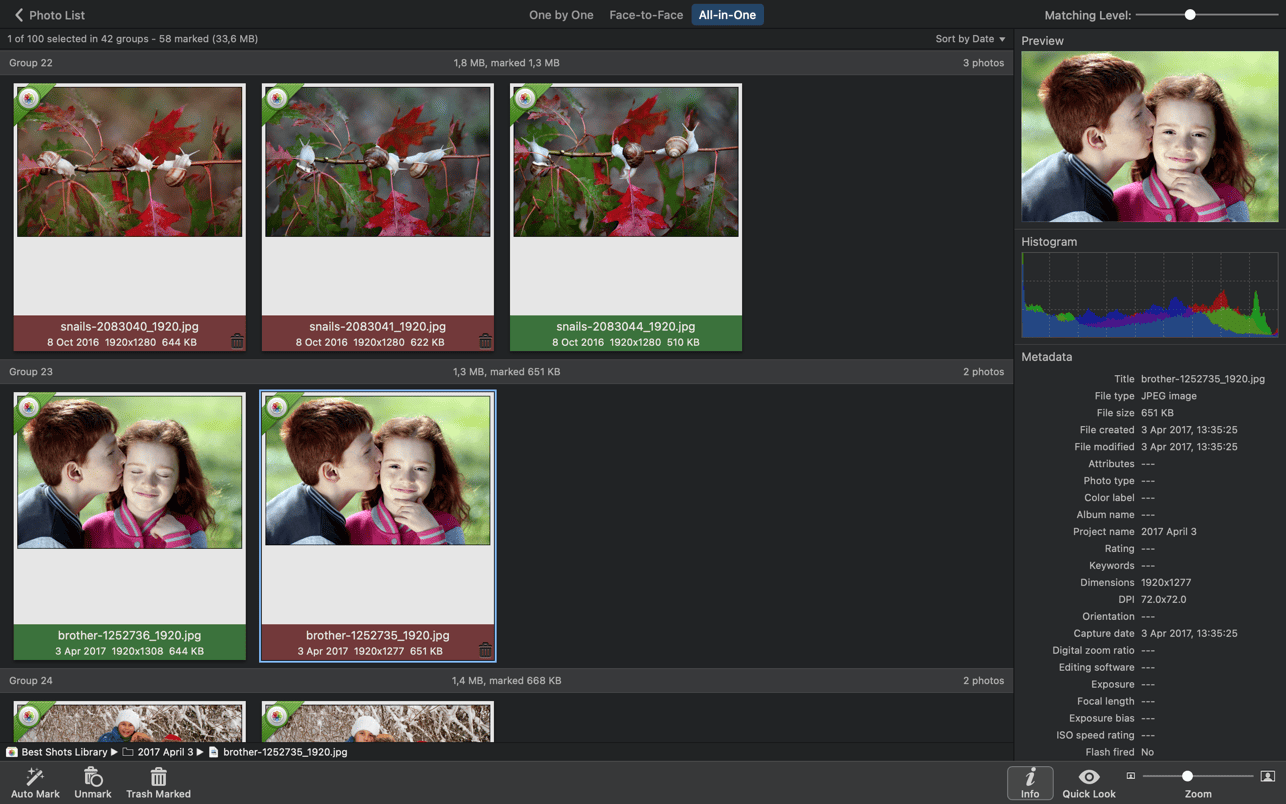 Photo List
One by One Face-to-Face All-in-One
Matching Level:
1 of 100 selected in 42 groups - 58 marked (33,6 MB)
Sort by Date
Group 22 1,8 MB, marked 1,3 MB 3 photos
snails-2083040_1920.jpg
8 Oct 2016 1920x1280 644 KB
snails-2083041_1920.jpg
8 Oct 2016 1920x1280 622 KB
snails-2083044_1920.jpg
8 Oct 2016 1920x1280 510 KB
Group 23 1,3 MB, marked 651 KB 2 photos
brother-1252736_1920.jpg
3 Apr 2017 1920x1308 644 KB
brother-1252735_1920.jpg
3 Apr 2017 1920x1277 651 KB
Group 24 1,4 MB, marked 668 KB 2 photos
Best Shots Library 2017 April 3 brother-1252735_1920.jpg
Auto Mark
Unmark
Trash Marked
Preview
Histogram
Metadata
Title brother-1252735_1920.jpg
File type JPEG image
File size 651 KB
File created 3 Apr 2017, 13:35:25
File modified 3 Apr 2017, 13:35:25
Attributes ---
Photo type ---
Color label ---
Album name ---
Project name 2017 April 3
Rating ---
Keywords ---
Dimensions 1920x1277
DPI 72.0x72.0
Orientation ---
Capture date 3 Apr 2017, 13:35:25
Digital zoom ratio ---
Editing software ---
Exposure ---
Focal length ---
Exposure bias ---
ISO speed rating ---
Flash fired No
Info
Quick Look
Zoom